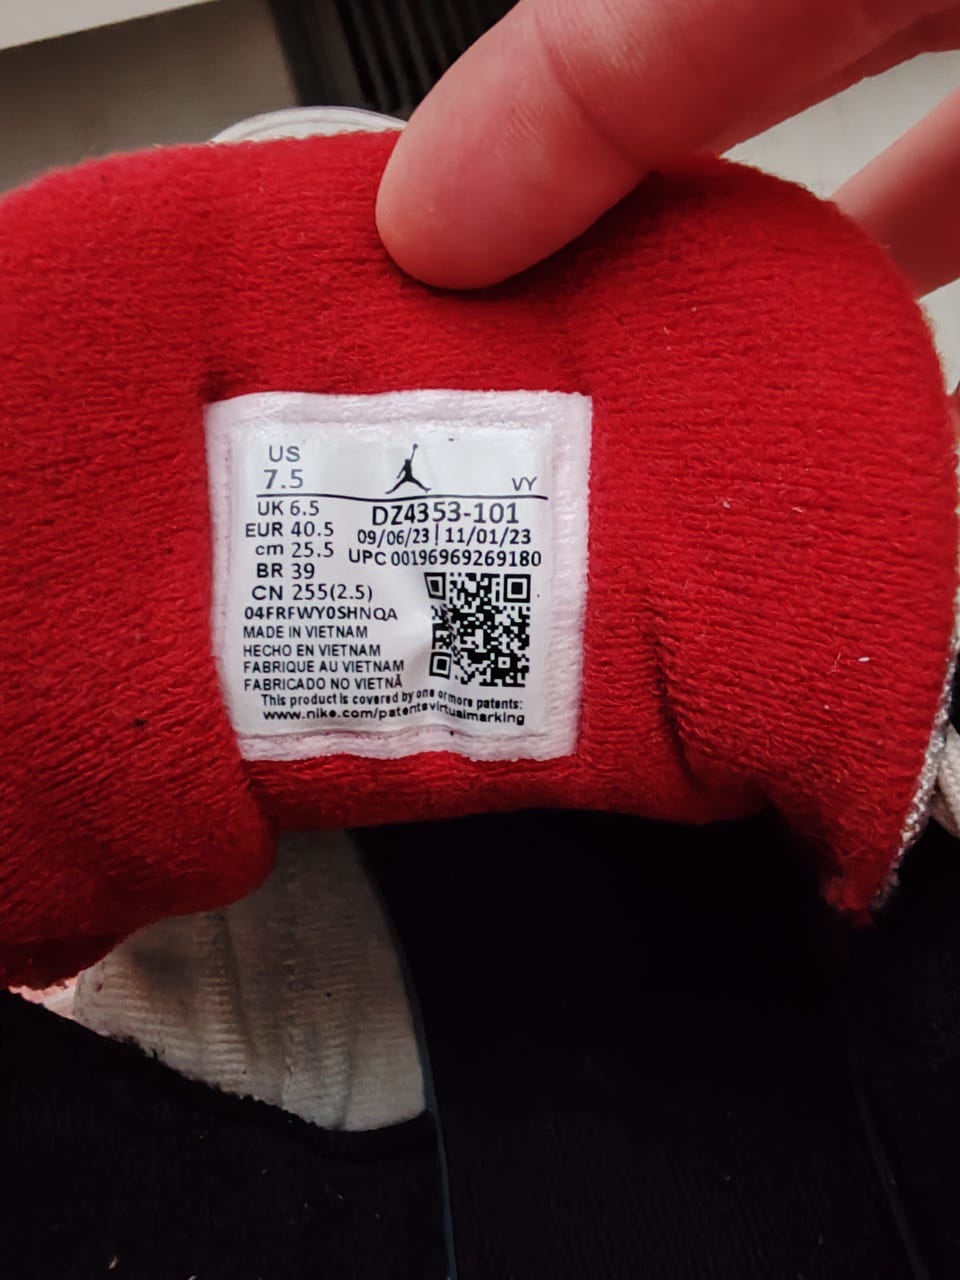 US
7.5
VY
UK 6.5
EUR 40.5
cm 25.5
BR 39
CN 255(2.5)
DZ4353-101
09/06/23 | 11/01/23
UPC 00196969269180
04FRFWY0SHNQA
MADE IN VIETNAM
HECHO EN VIETNAM
FABRIQUE AU VIETNAM
FABRICADO NO VIETNÃ
This product is covered by one or more patents:
www.nike.com/patentsvirtualmarking